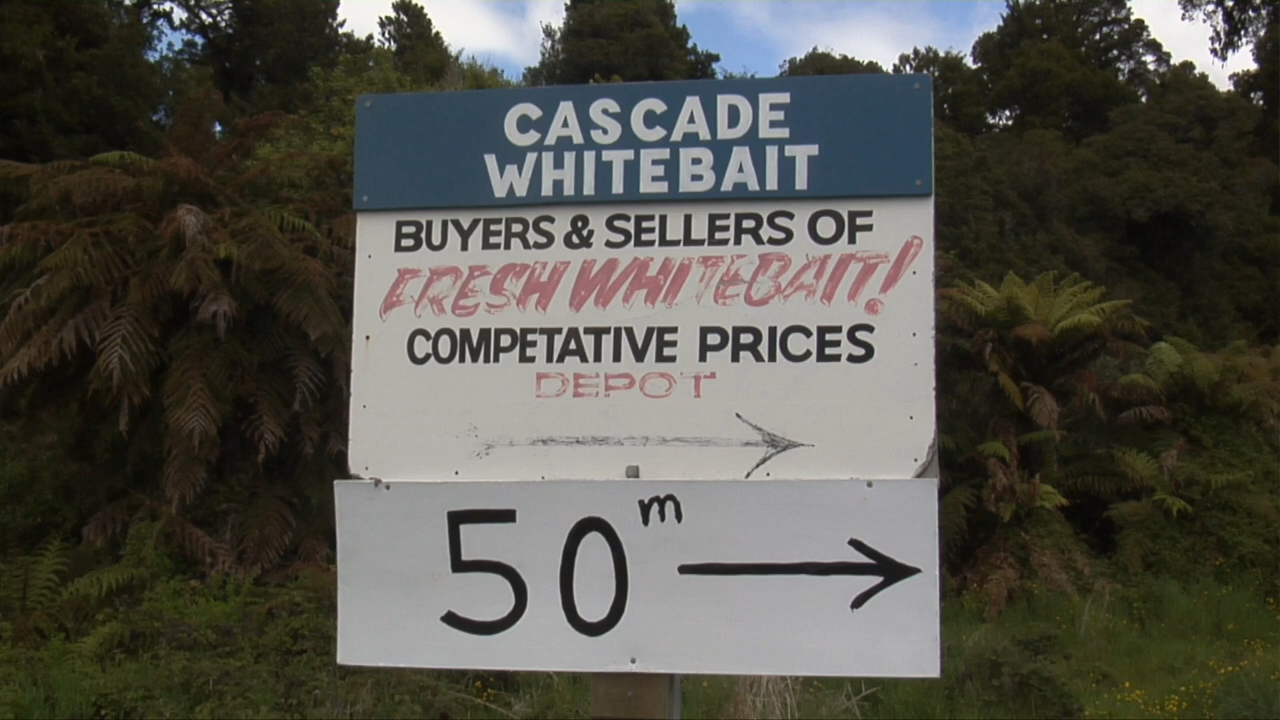 CASCADE
WHITEBAIT
BUYERS & SELLERS OF
FRESH WHITEBAIT!
COMPETATIVE PRICES
DEPOT
50 m